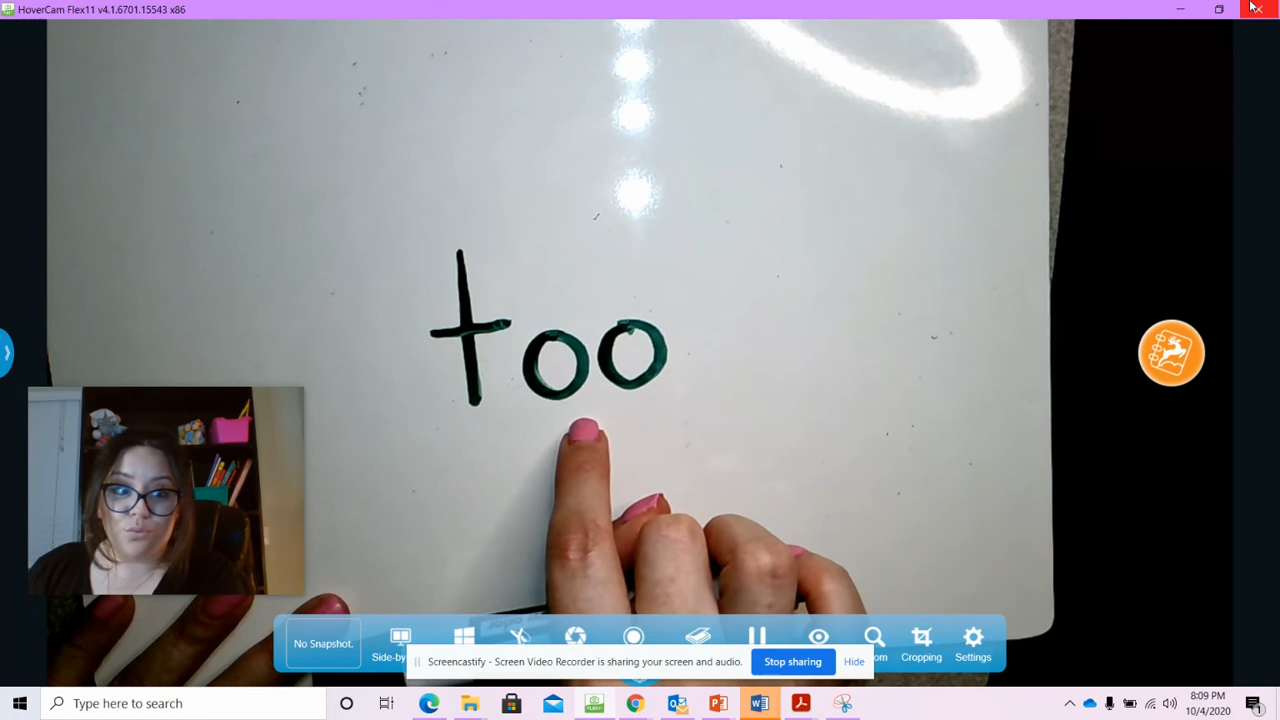 HoverCam Flex11 v4.1.6701.15543 x86
too
No Snapshot.
Side-by
om
Cropping
Settings
Screencastify - Screen Video Recorder is sharing your screen and audio.
Stop sharing
Hide
Type here to search
8:09 PM
10/4/2020